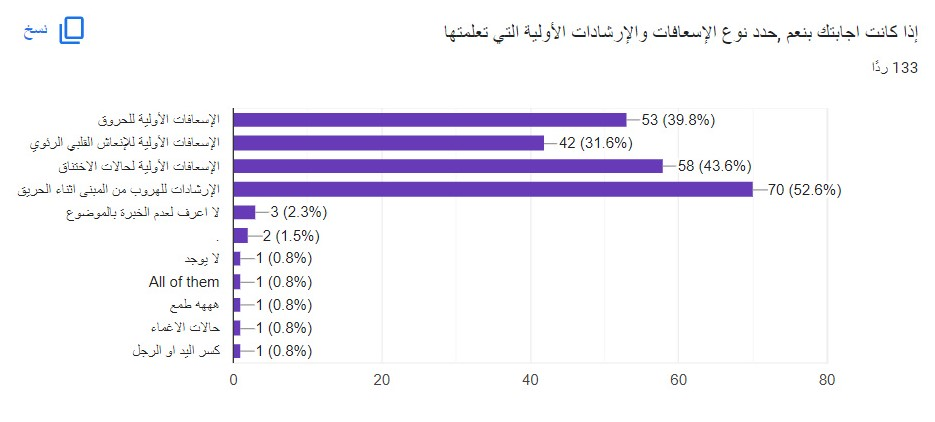 إذا كانت اجابتك بنعم ,حدد نوع الإسعافات والإرشادات الأولية التي تعلمتها
نسخ
133 ردًا
الإسعافات الأولية للحروق 53 (39.8%)
الإسعافات الأولية للإنعاش القلبي الرئوي 42 (31.6%)
الإسعافات الأولية لحالات الاختناق 58 (43.6%)
الإرشادات للهروب من المبنى اثناء الحريق 70 (52.6%)
لا اعرف لعدم الخبرة بالموضوع 3 (2.3%)
. 2 (1.5%)
لا يوجد 1 (0.8%)
All of them 1 (0.8%)
هههه طمع 1 (0.8%)
حالات الاغماء 1 (0.8%)
كسر اليد او الرجل 1 (0.8%)
0 20 40 60 80